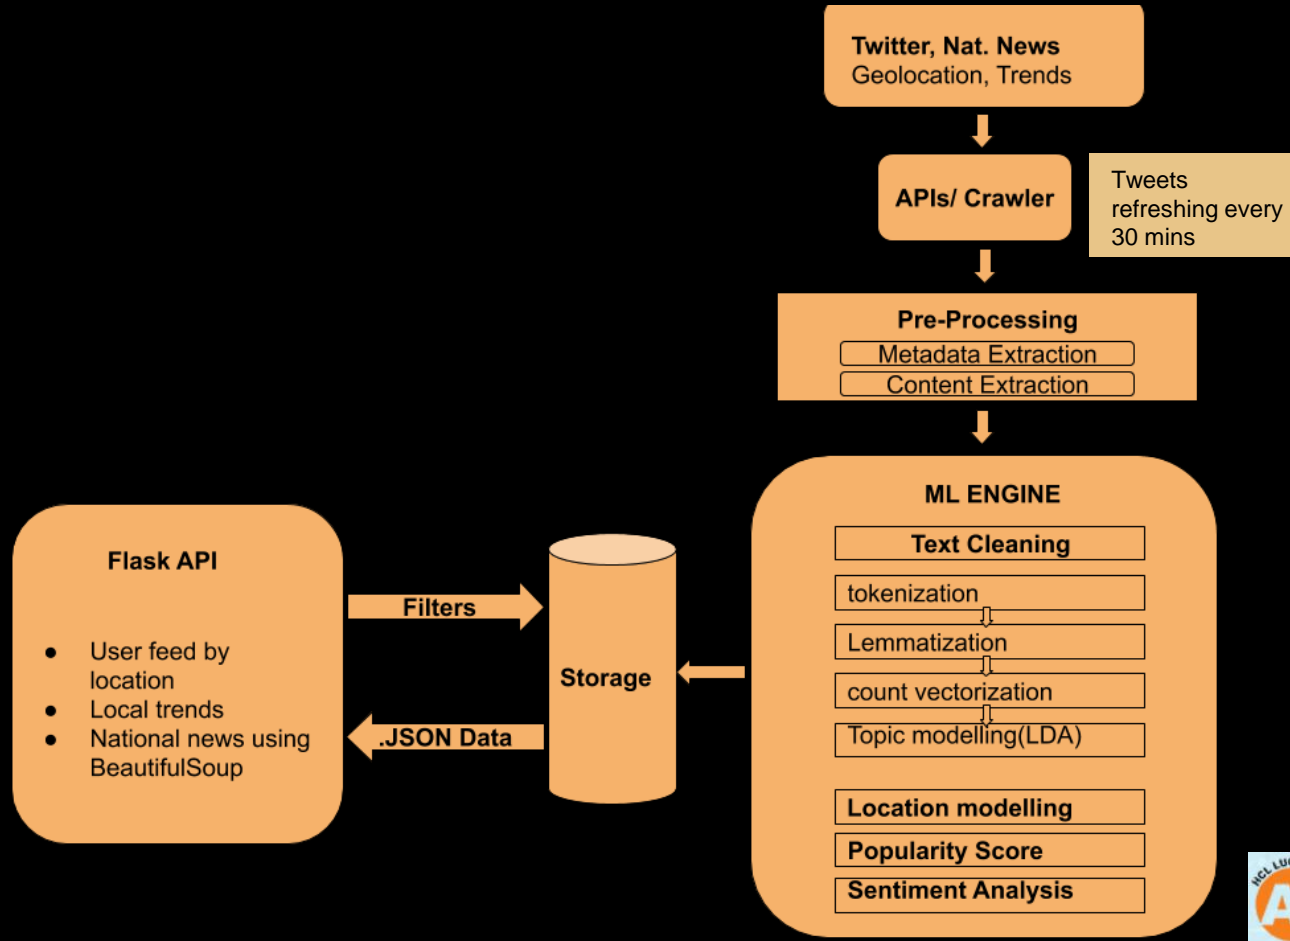 Twitter, Nat. News
Geolocation, Trends
APIs/ Crawler
Tweets
refreshing every
30 mins
Pre-Processing
Metadata Extraction
Content Extraction
ML ENGINE
Text Cleaning
tokenization
Lemmatization
count vectorization
Topic modelling(LDA)
Location modelling
Popularity Score
Sentiment Analysis
Storage
Filters
.JSON Data
Flask API
● User feed by
location
● Local trends
● National news using
BeautifulSoup
HCL